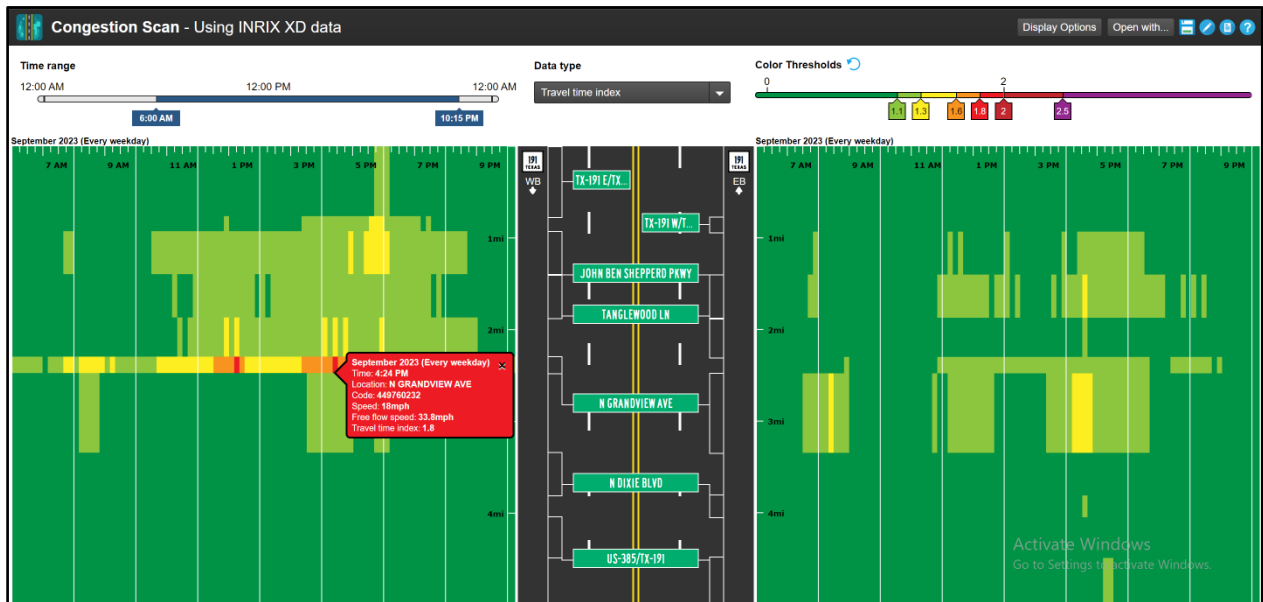 Congestion Scan - Using INRIX XD data
Display Options
Open with...
Time range
12:00 AM 12:00 PM 12:00 AM
6:00 AM 10:15 PM
Data type
Travel time index
Color Thresholds
0 2
1.1 1.3 1.6 1.8 2 2.5
September 2023 (Every weekday)
7 AM 9 AM 11 AM 1 PM 3 PM 5 PM 7 PM 9 PM
1mi
2mi
4mi
September 2023 (Every weekday)
Time: 4:24 PM
Location: N GRANDVIEW AVE
Code: 449760232
Speed: 18mph
Free flow speed: 33.8mph
Travel time index: 1.8
191
TEXAS
WB
TX-191 E/TX...
TX-191 W/T...
JOHN BEN SHEPPERD PKWY
TANGLEWOOD LN
N GRANDVIEW AVE
N DIXIE BLVD
US-385/TX-191
191
TEXAS
EB
September 2023 (Every weekday)
7 AM 9 AM 11 AM 1 PM 3 PM 5 PM 7 PM 9 PM
1mi
2mi
3mi
4mi
Activate Windows
Go to Settings to activate Windows.